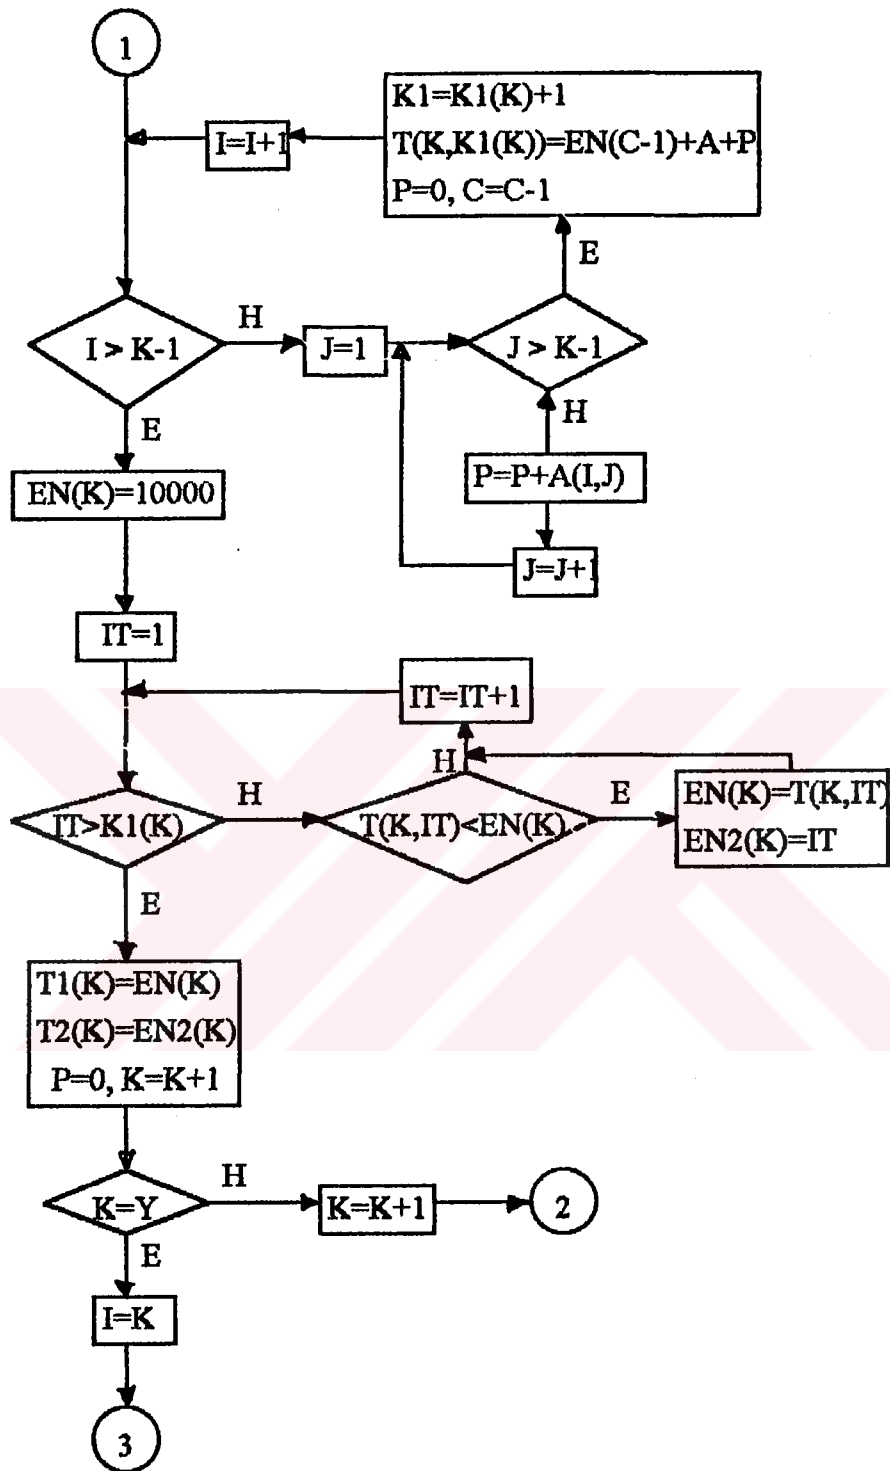 1
K1=K1(K)+1
T(K,K1(K))=EN(C-1)+A+P
P=0, C=C-1
I=I+1
E
I > K-1
H
J=1
J > K-1
E
H
EN(K)=10000
P=P+A(I,J)
J=J+1
IT=1
IT=IT+1
IT>K1(K)
H
H
T(K,IT)<EN(K)
E
EN(K)=T(K,IT)
EN2(K)=IT
E
T1(K)=EN(K)
T2(K)=EN2(K)
P=0, K=K+1
K=Y
H
K=K+1
2
E
I=K
3